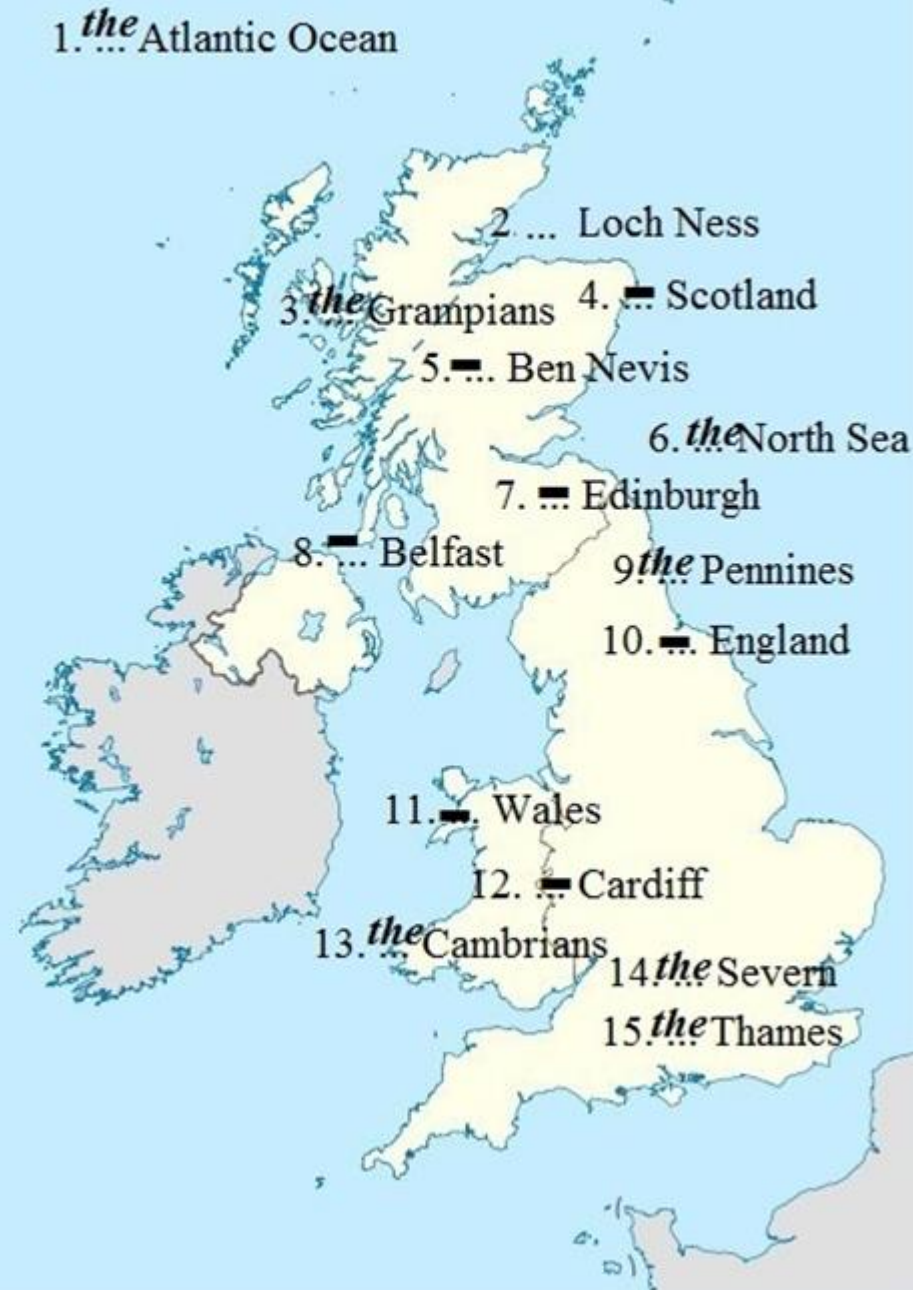 1. the ... Atlantic Ocean
2 ... Loch Ness
3. the ... Grampians
4. – ... Scotland
5. – ... Ben Nevis
6. the ... North Sea
7. – ... Edinburgh
8. – ... Belfast
9 the ... Pennines
10. – ... England
11. – ... Wales
12. – ... Cardiff
13. the ... Cambrians
14. the ... Severn
15. the ... Thames